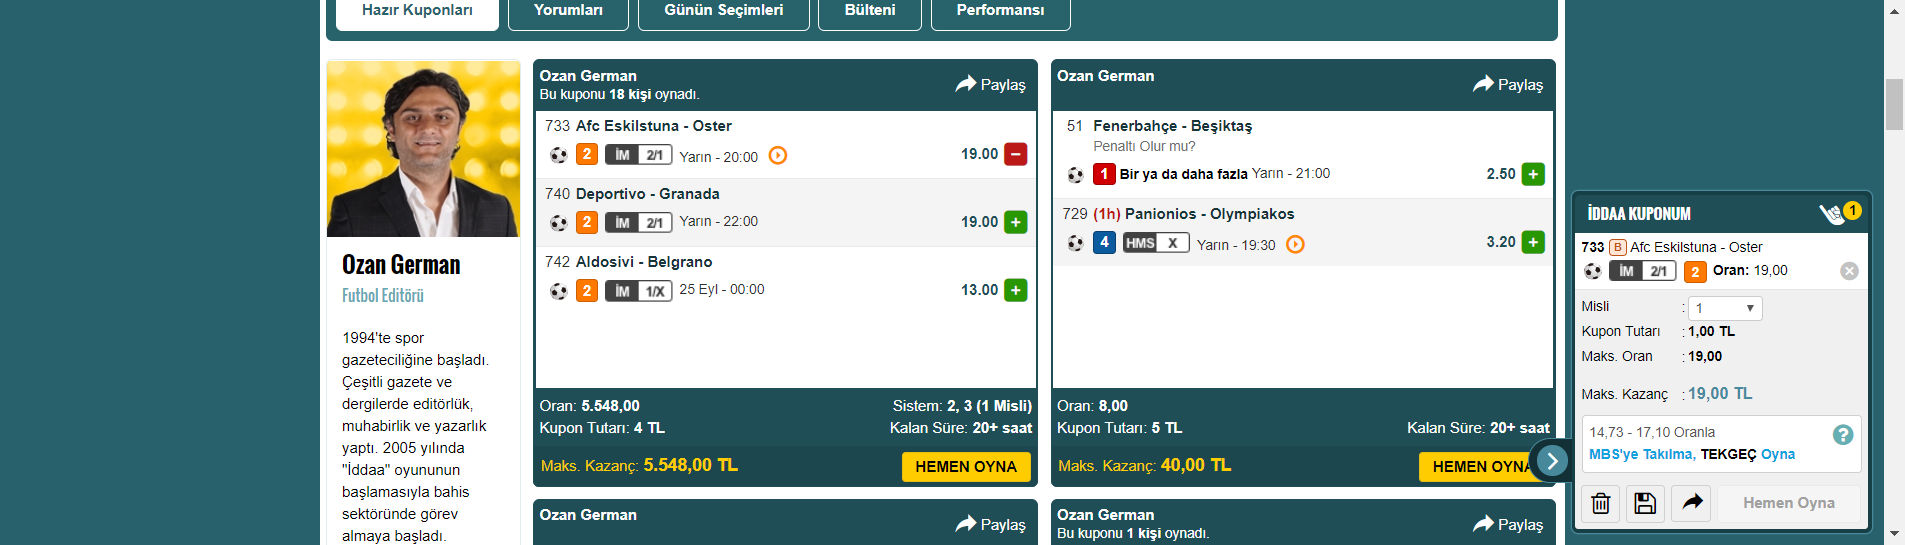 Hazır Kuponları
Yorumları
Günün Seçimleri
Bülteni
Performansı
Ozan German
Futbol Editörü
1994'te spor
gazeteciliğine başladı.
Çeşitli gazete ve
dergilerde editörlük,
muhabirlik ve yazarlık
yaptı. 2005 yılında
"İddaa" oyununun
başlamasıyla bahis
sektöründe görev
almaya başladı.
Ozan German
Bu kuponu 18 kişi oynadı.
Paylaş
733 Afc Eskilstuna - Oster
2 İM 2/1 Yarın - 20:00 19.00 −
740 Deportivo - Granada
2 İM 2/1 Yarın - 22:00 19.00 +
742 Aldosivi - Belgrano
2 İM 1/X 25 Eyl - 00:00 13.00 +
Oran: 5.548,00 Sistem: 2, 3 (1 Misli)
Kupon Tutarı: 4 TL Kalan Süre: 20+ saat
Maks. Kazanç: 5.548,00 TL HEMEN OYNA
Ozan German
Paylaş
51 Fenerbahçe - Beşiktaş
Penaltı Olur mu?
1 Bir ya da daha fazla Yarın - 21:00 2.50 +
729 (1h) Panionios - Olympiakos
4 HMS X Yarın - 19:30 3.20 +
Oran: 8,00
Kupon Tutarı: 5 TL Kalan Süre: 20+ saat
Maks. Kazanç: 40,00 TL HEMEN OYNA
Ozan German
Paylaş
Ozan German
Bu kuponu 1 kişi oynadı.
Paylaş
İDDAA KUPONUM 1
733 B Afc Eskilstuna - Oster
İM 2/1 2 Oran: 19,00
Misli : 1
Kupon Tutarı : 1,00 TL
Maks. Oran : 19,00
Maks. Kazanç : 19,00 TL
14,73 - 17,10 Oranla ?
MBS'ye Takılma, TEKGEÇ Oyna
Hemen Oyna